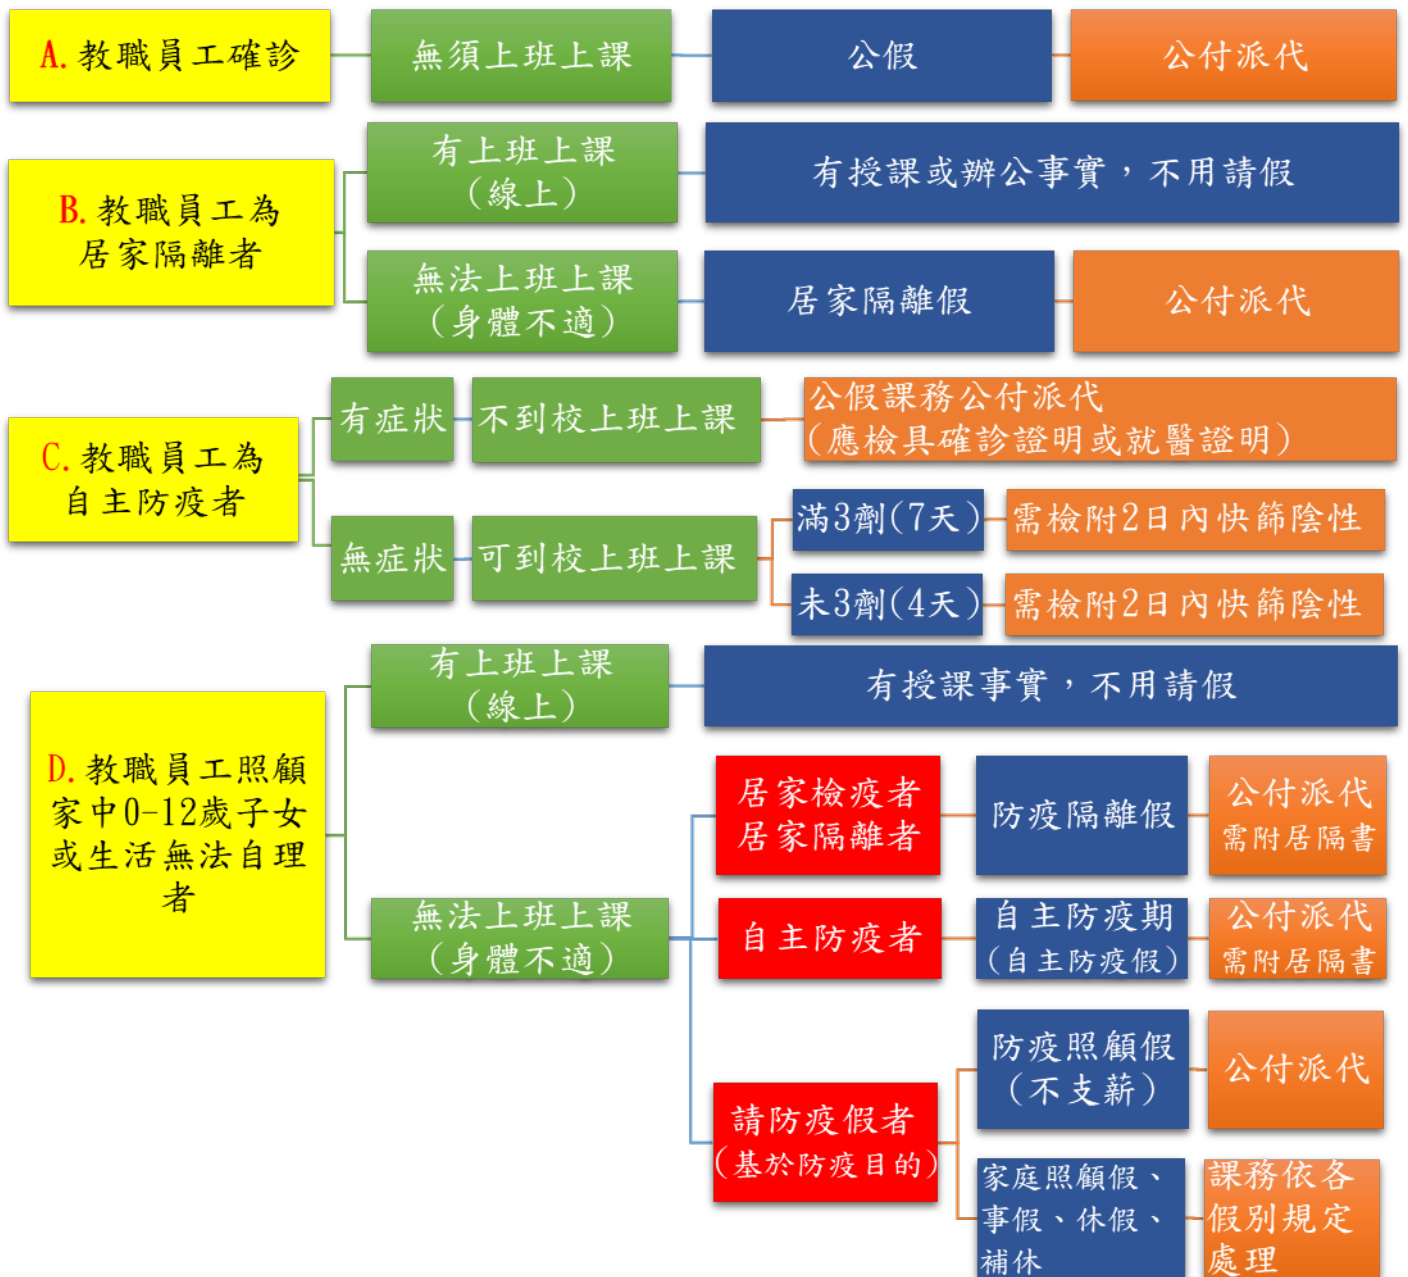 A.教職員工確診
無須上班上課
公假
公付派代
B.教職員工為
居家隔離者
有上班上課
(線上)
有授課或辦公事實，不用請假
無法上班上課
(身體不適)
居家隔離假
公付派代
C.教職員工為
自主防疫者
有症狀
不到校上班上課
公假課務公付派代
(應檢具確診證明或就醫證明)
無症狀
可到校上班上課
滿3劑(7天)
需檢附2日內快篩陰性
未3劑(4天)
需檢附2日內快篩陰性
D.教職員工照顧
家中0-12歲子女
或生活無法自理
者
有上班上課
(線上)
有授課事實，不用請假
無法上班上課
(身體不適)
居家檢疫者
居家隔離者
防疫隔離假
公付派代
需附居隔書
自主防疫者
自主防疫期
(自主防疫假)
公付派代
需附居隔書
請防疫假者
(基於防疫目的)
防疫照顧假
(不支薪)
公付派代
家庭照顧假、
事假、休假、
補休
課務依各
假別規定
處理